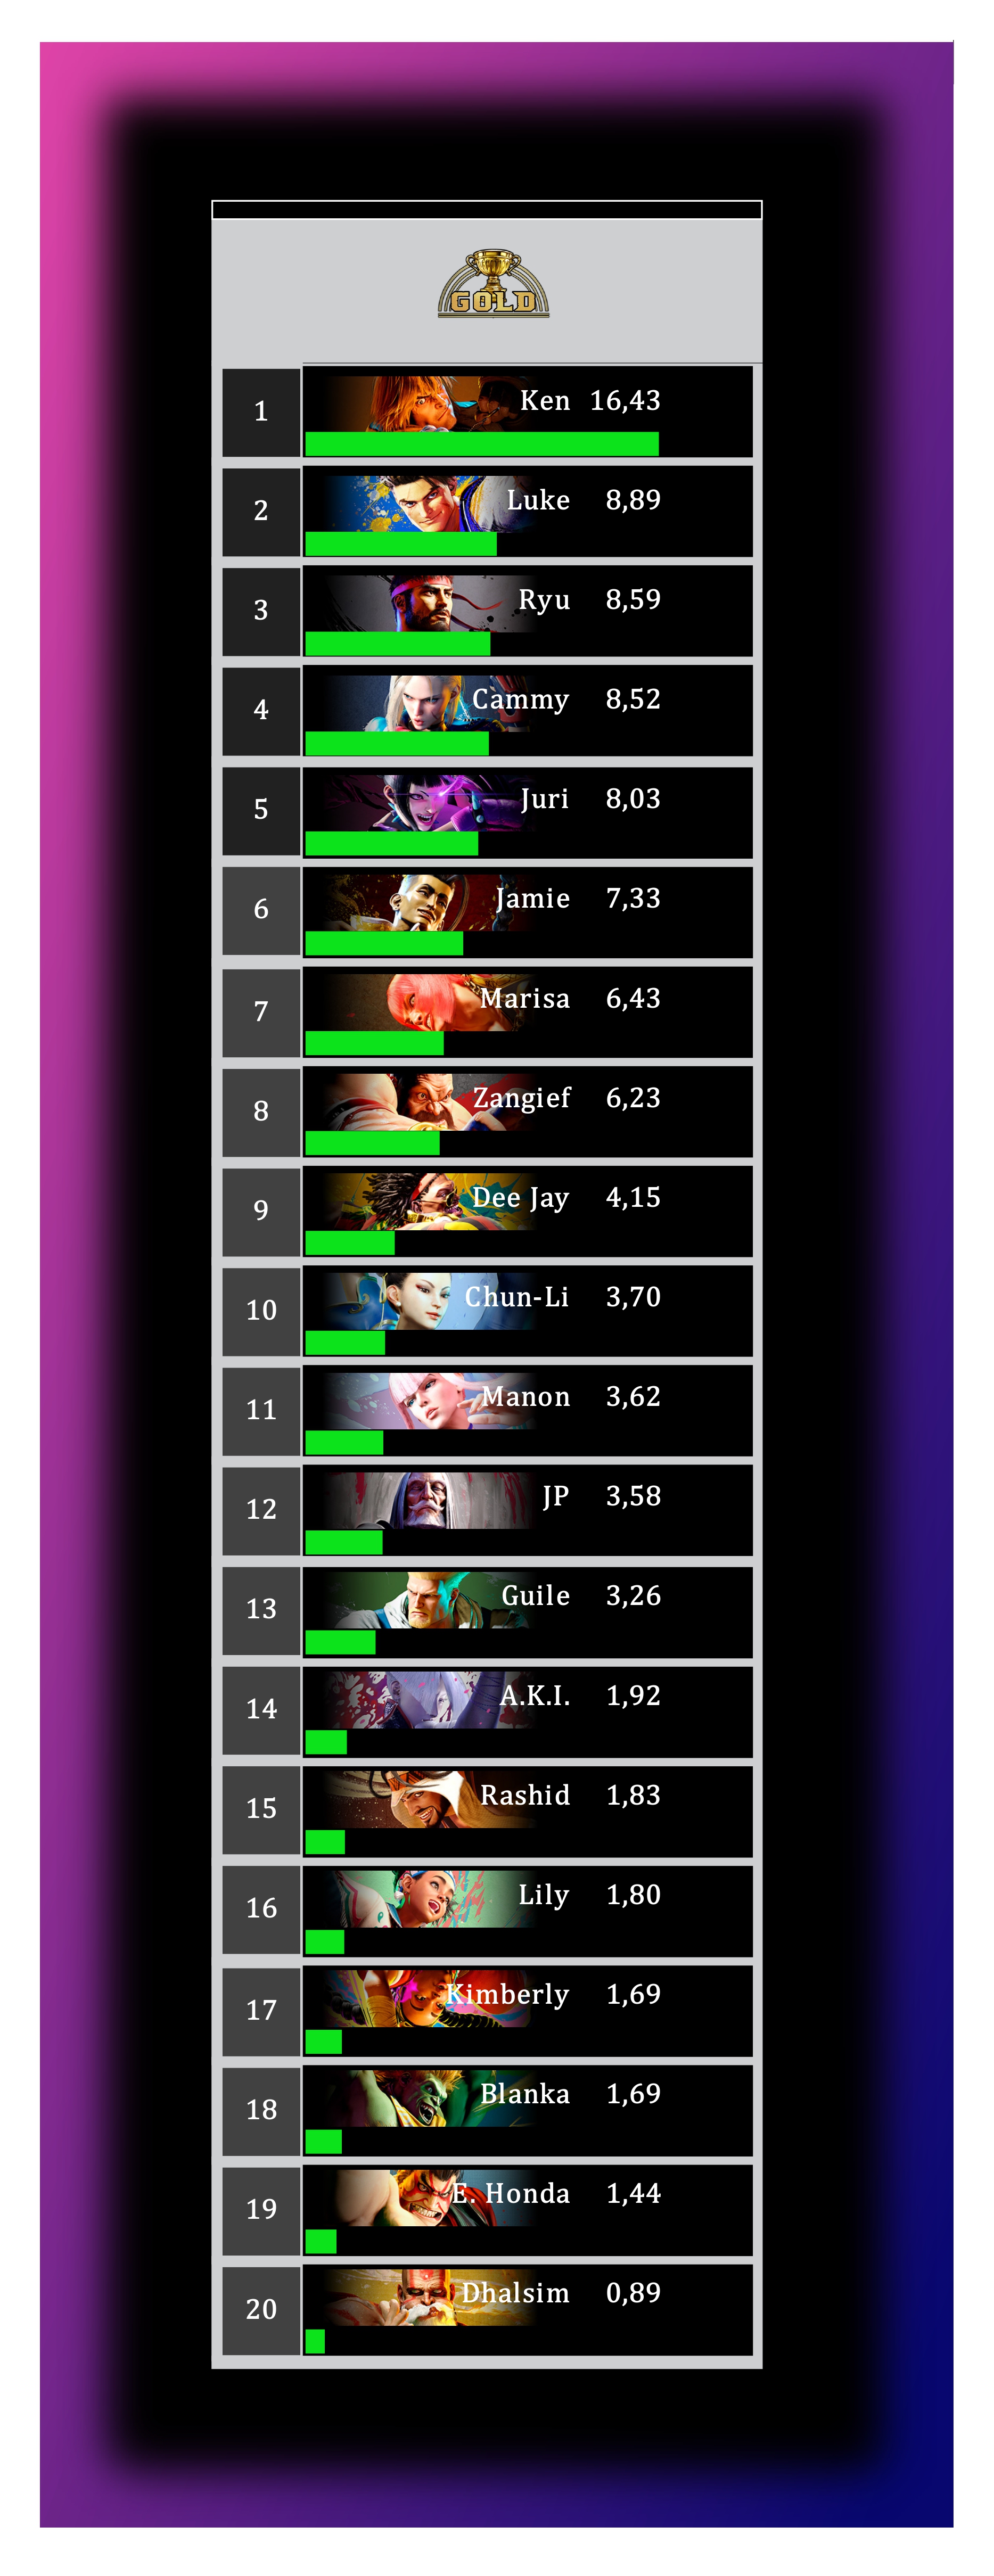 GOLD
1 Ken 16,43
2 Luke 8,89
3 Ryu 8,59
4 Cammy 8,52
5 Juri 8,03
6 Jamie 7,33
7 Marisa 6,43
8 Zangief 6,23
9 Dee Jay 4,15
10 Chun-Li 3,70
11 Manon 3,62
12 JP 3,58
13 Guile 3,26
14 A.K.I. 1,92
15 Rashid 1,83
16 Lily 1,80
17 Kimberly 1,69
18 Blanka 1,69
19 E. Honda 1,44
20 Dhalsim 0,89